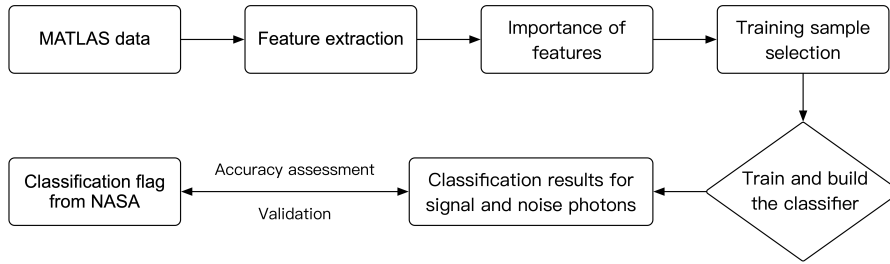 MATLAS data
Feature extraction
Importance of
features
Training sample
selection
Train and build
the classifier
Classification results for
signal and noise photons
Accuracy assessment
Validation
Classification flag
from NASA